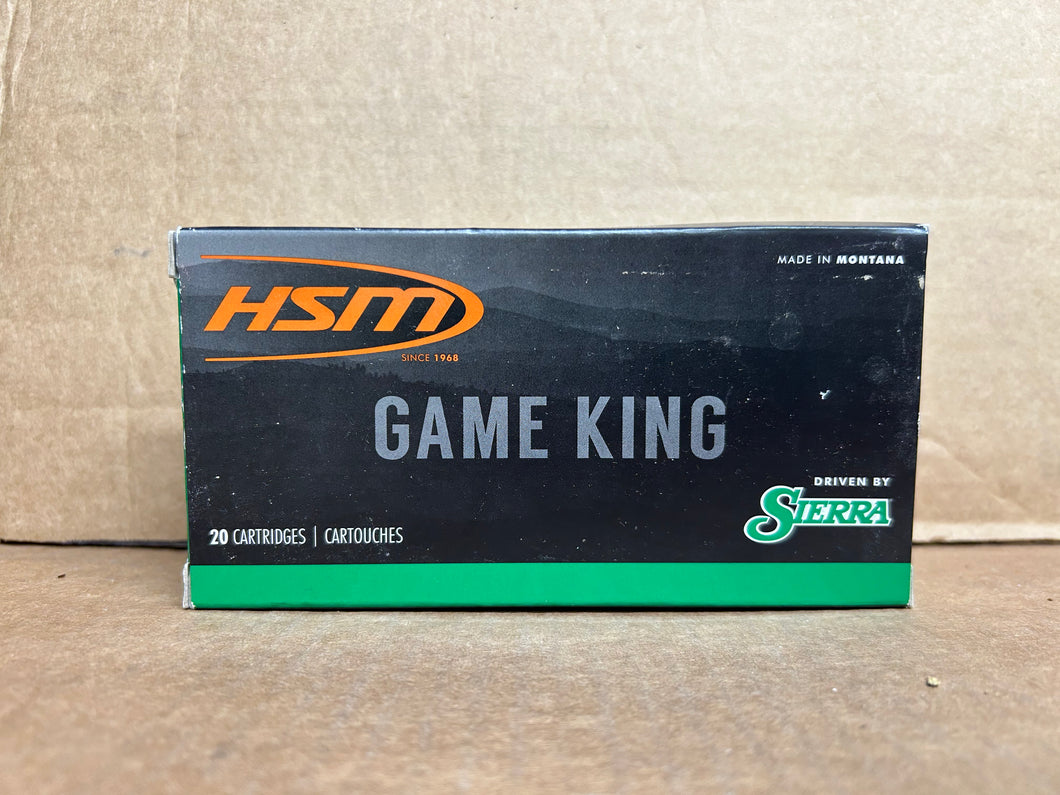 MADE IN MONTANA
HSM
SINCE 1968
GAME KING
DRIVEN BY
SIERRA
20 CARTRIDGES | CARTOUCHES